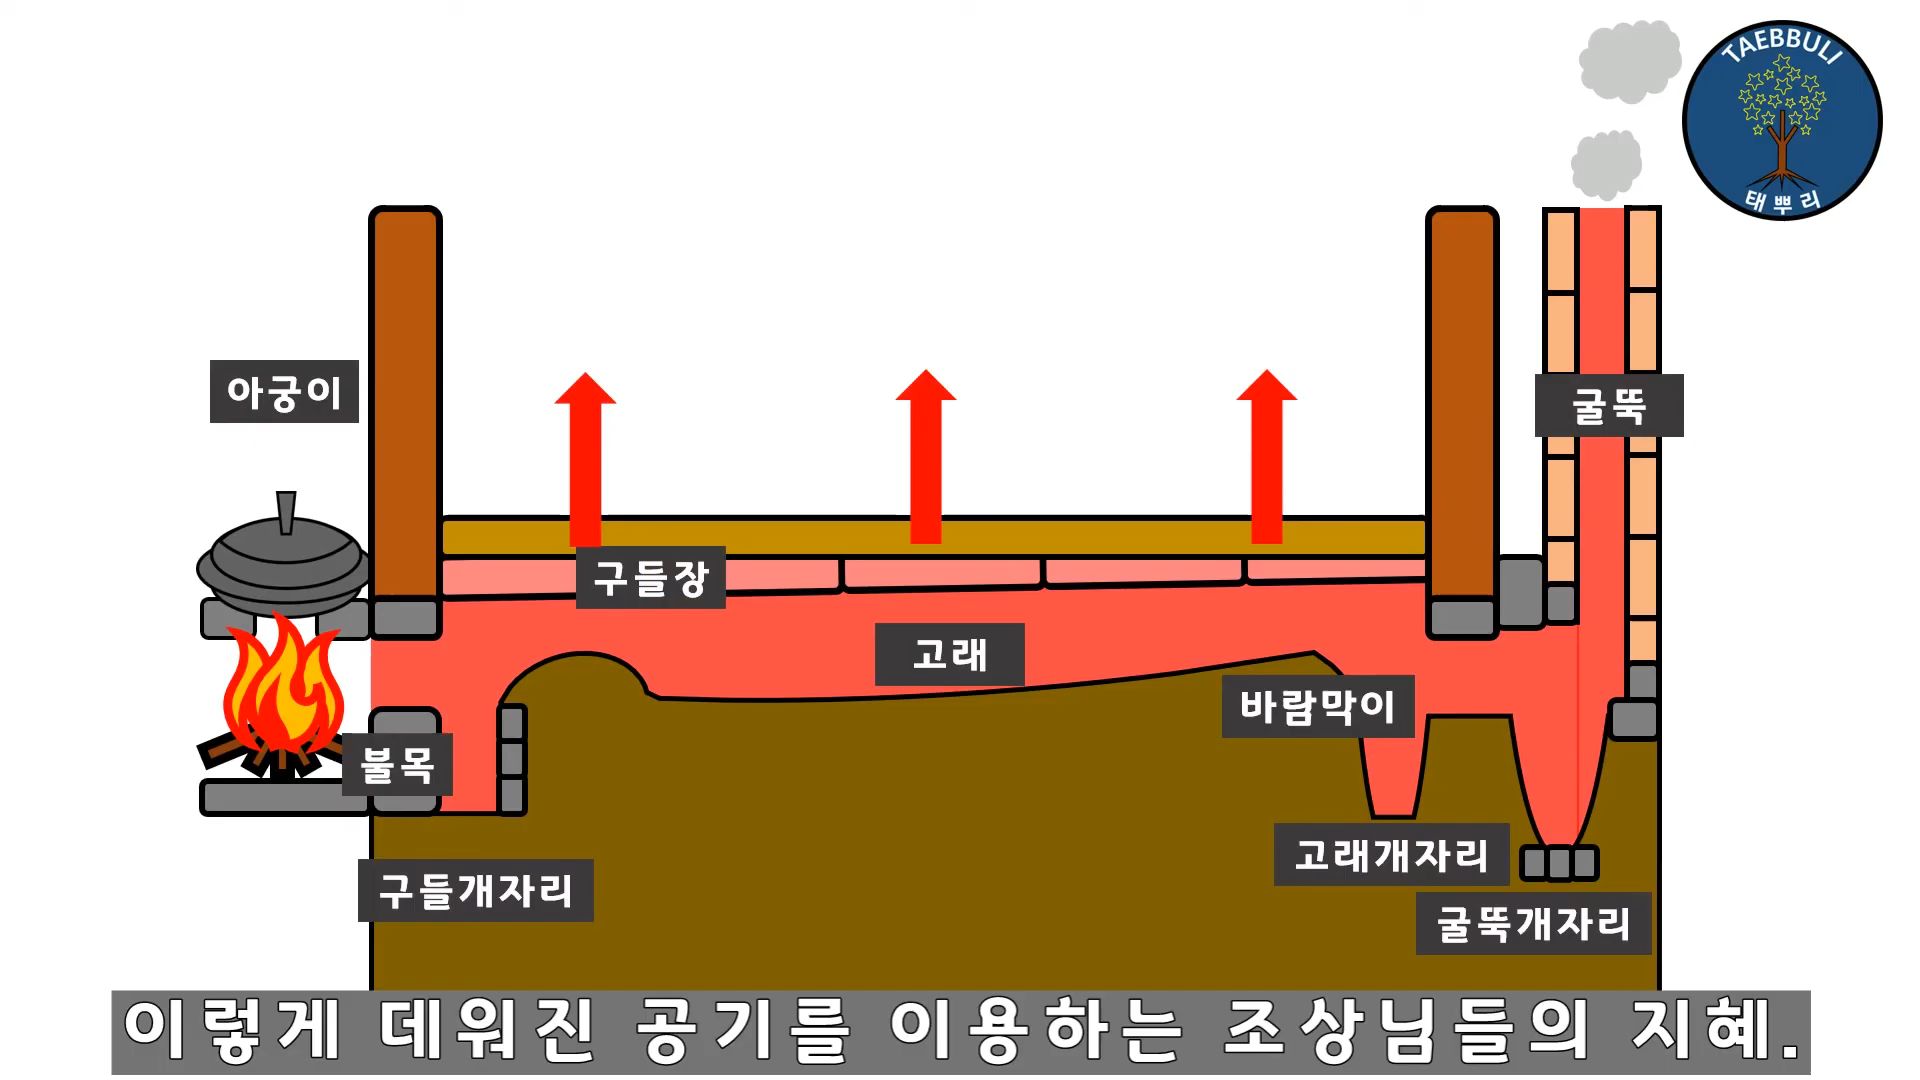 TAEBBULI
태뿌리
아궁이
굴뚝
구들장
고래
바람막이
불목
고래개자리
구들개자리
굴뚝개자리
이렇게 데워진 공기를 이용하는 조상님들의 지혜.